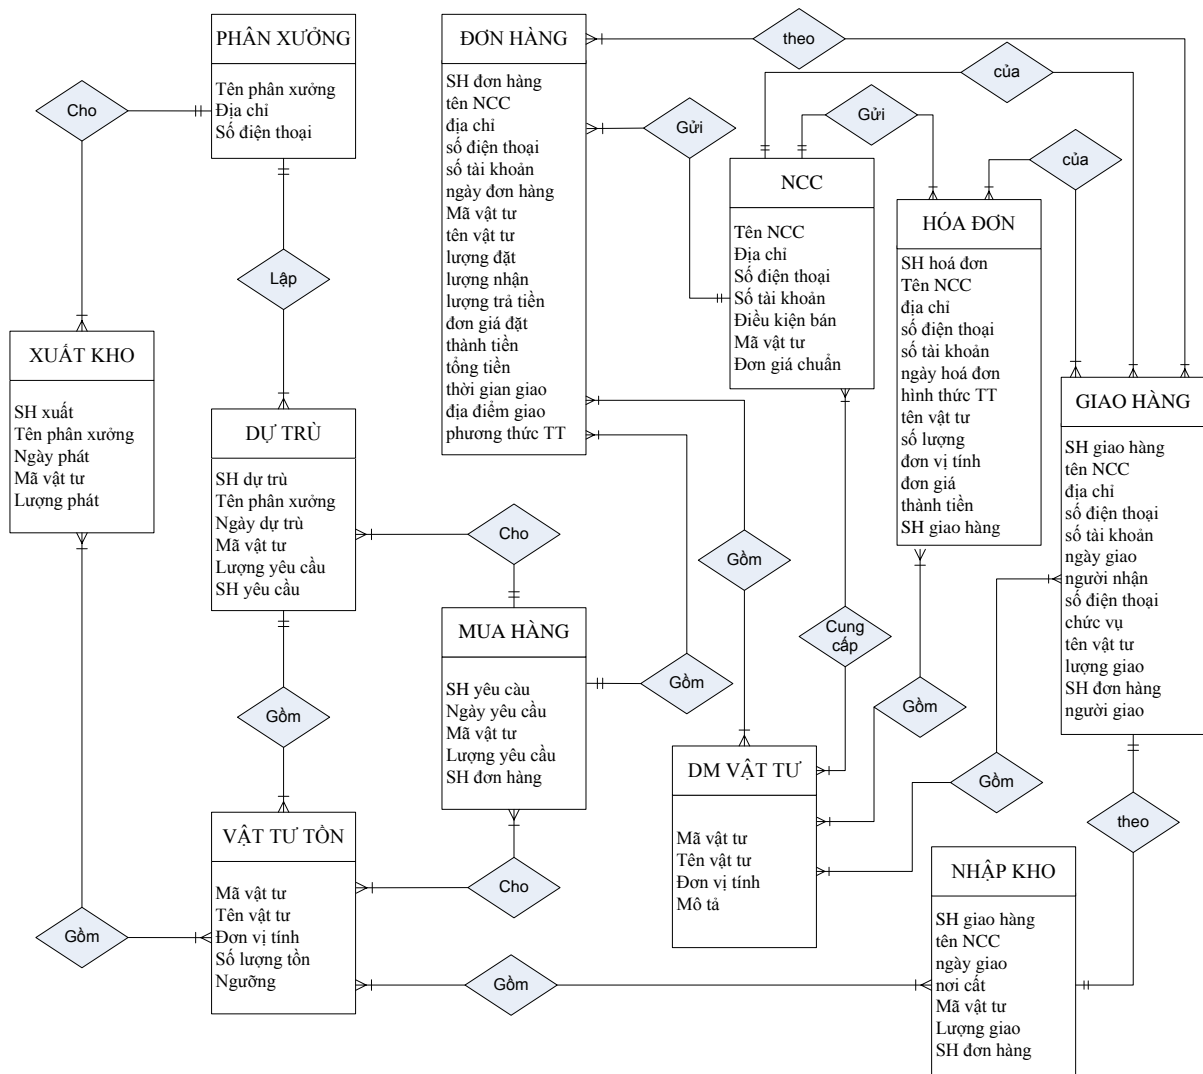 PHÂN XƯỞNG
Tên phân xưởng
Địa chỉ
Số điện thoại
ĐƠN HÀNG
SH đơn hàng
tên NCC
địa chỉ
số điện thoại
số tài khoản
ngày đơn hàng
Mã vật tư
tên vật tư
lượng đặt
lượng nhận
lượng trả tiền
đơn giá đặt
thành tiền
tổng tiền
thời gian giao
địa điểm giao
phương thức TT
theo
của
Cho
Gửi
Gửi
của
NCC
Tên NCC
Địa chỉ
Số điện thoại
Số tài khoản
Điều kiện bán
Mã vật tư
Đơn giá chuẩn
HÓA ĐƠN
SH hoá đơn
Tên NCC
địa chỉ
số điện thoại
số tài khoản
ngày hoá đơn
hình thức TT
tên vật tư
số lượng
đơn vị tính
đơn giá
thành tiền
SH giao hàng
Lập
XUẤT KHO
SH xuất
Tên phân xưởng
Ngày phát
Mã vật tư
Lượng phát
DỰ TRÙ
SH dự trù
Tên phân xưởng
Ngày dự trù
Mã vật tư
Lượng yêu cầu
SH yêu cầu
GIAO HÀNG
SH giao hàng
tên NCC
địa chỉ
số điện thoại
số tài khoản
ngày giao
người nhận
số điện thoại
chức vụ
tên vật tư
lượng giao
SH đơn hàng
người giao
Cho
Gồm
MUA HÀNG
SH yêu càu
Ngày yêu cầu
Mã vật tư
Lượng yêu cầu
SH đơn hàng
Cung
cấp
Gồm
Gồm
Gồm
DM VẬT TƯ
Mã vật tư
Tên vật tư
Đơn vị tính
Mô tả
Gồm
theo
VẬT TƯ TỒN
Mã vật tư
Tên vật tư
Đơn vị tính
Số lượng tồn
Ngưỡng
Cho
NHẬP KHO
SH giao hàng
tên NCC
ngày giao
nơi cất
Mã vật tư
Lượng giao
SH đơn hàng
Gồm
Gồm